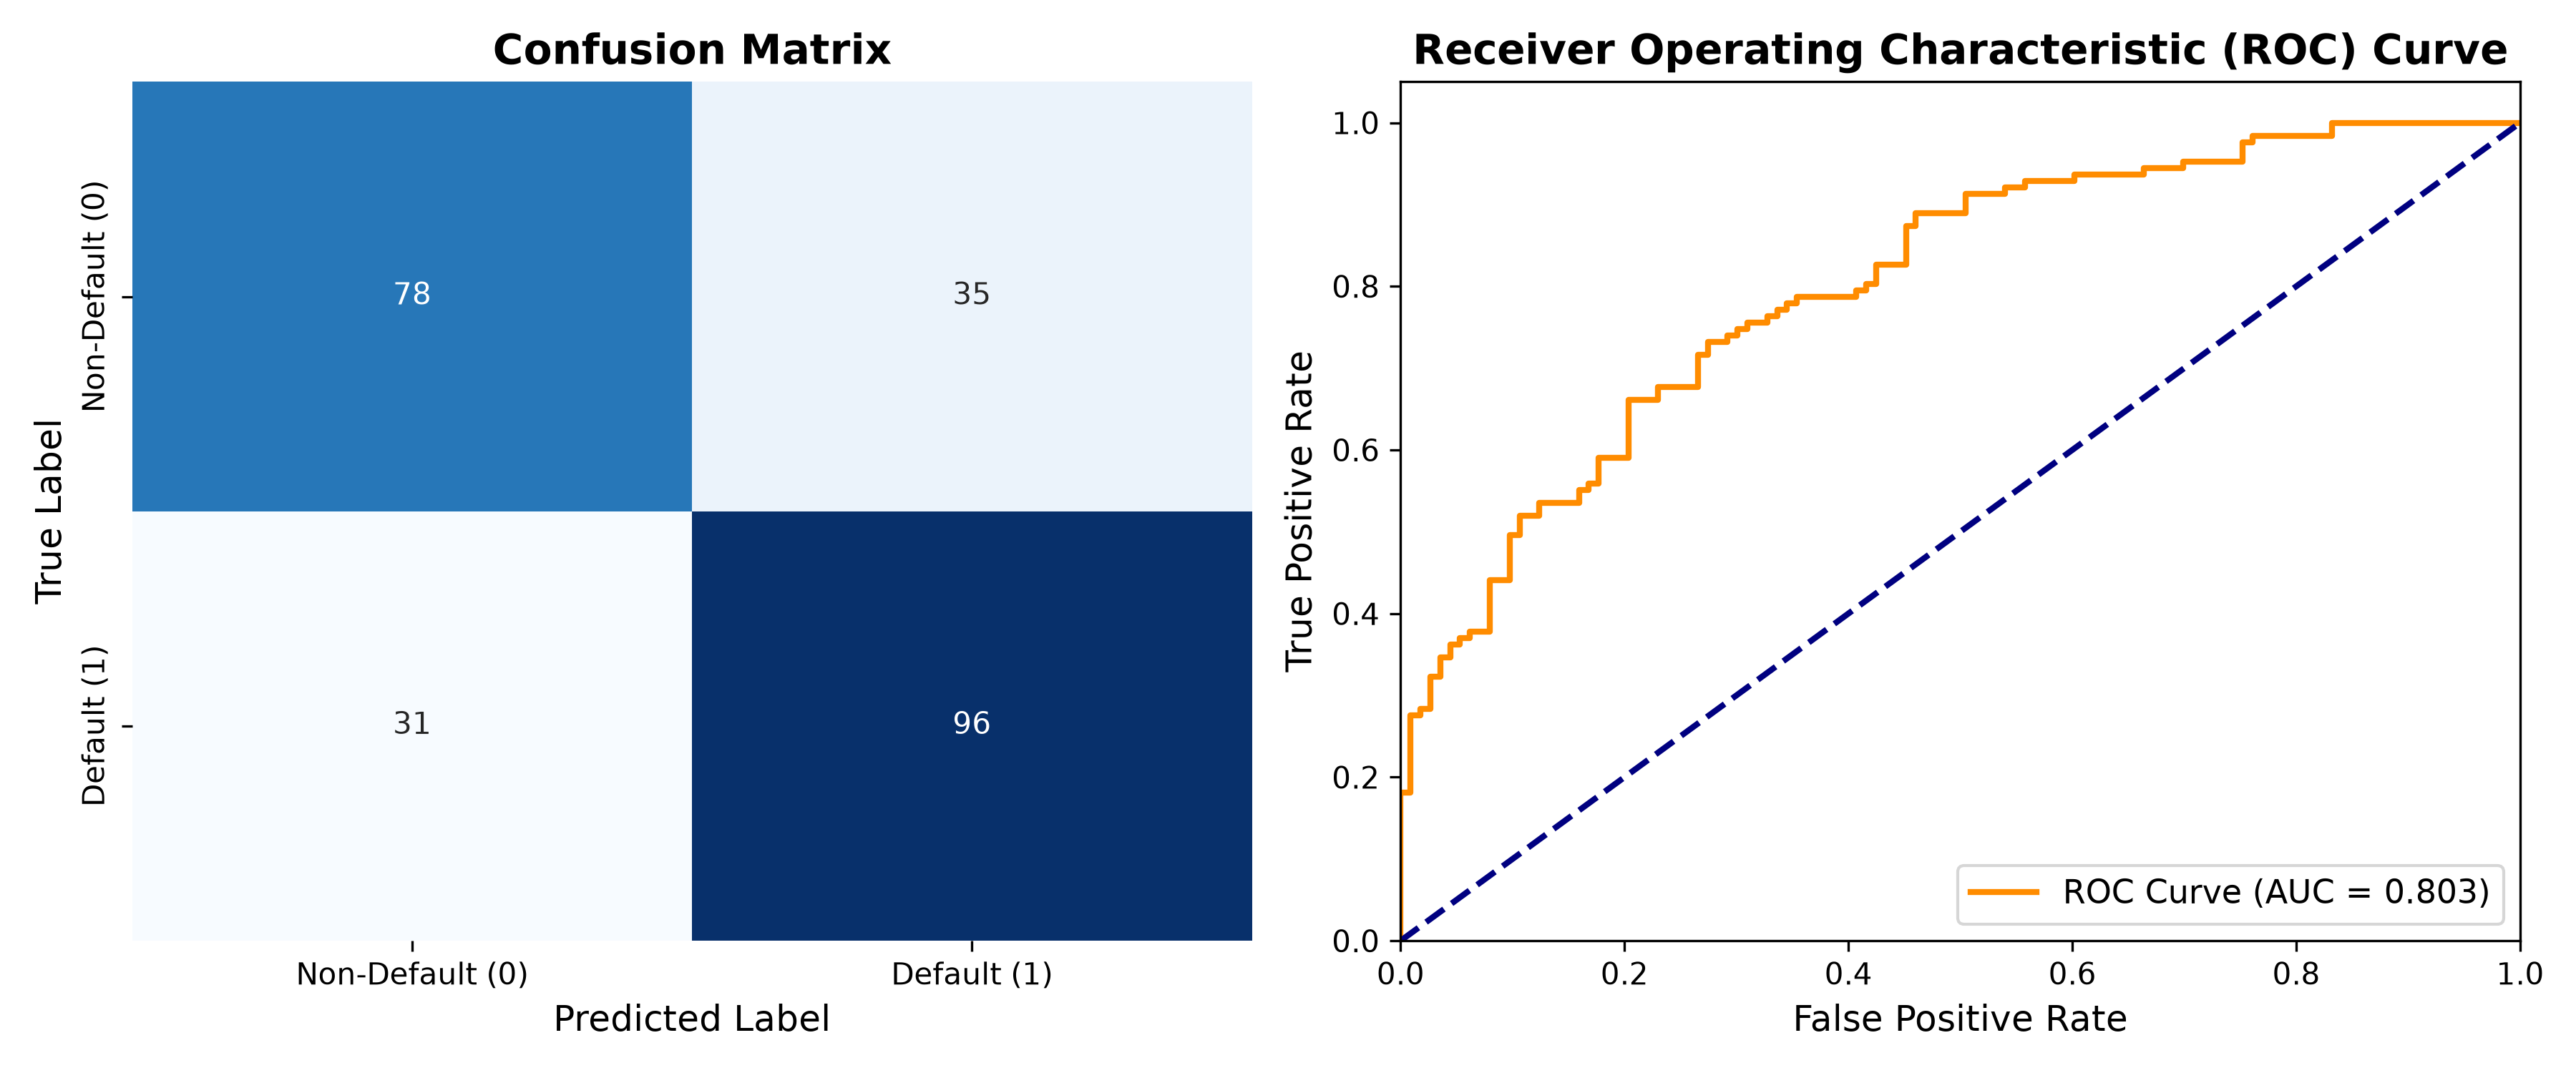 Confusion Matrix
True Label
Non-Default (0)
Default (1)
78
35
31
96
Non-Default (0)
Default (1)
Predicted Label
Receiver Operating Characteristic (ROC) Curve
True Positive Rate
1.0
0.8
0.6
0.4
0.2
0.0
ROC Curve (AUC = 0.803)
0.0
0.2
0.4
0.6
0.8
1.0
False Positive Rate